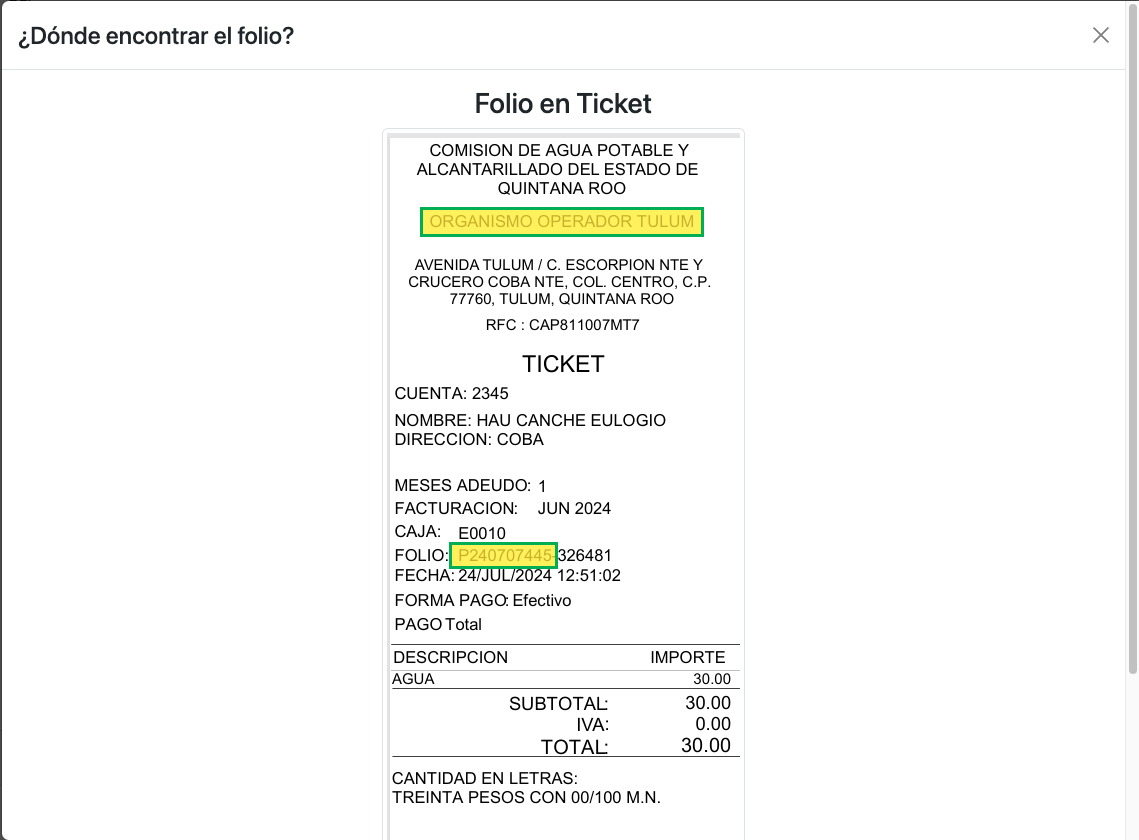 ¿Dónde encontrar el folio?
Folio en Ticket
COMISION DE AGUA POTABLE Y
ALCANTARILLADO DEL ESTADO DE
QUINTANA ROO
ORGANISMO OPERADOR TULUM
AVENIDA TULUM / C. ESCORPION NTE Y
CRUCERO COBA NTE, COL. CENTRO, C.P.
77760, TULUM, QUINTANA ROO
RFC : CAP811007MT7
TICKET
CUENTA: 2345
NOMBRE: HAU CANCHE EULOGIO
DIRECCION: COBA
MESES ADEUDO: 1
FACTURACION: JUN 2024
CAJA: E0010
FOLIO: P240707445-326481
FECHA: 24/JUL/2024 12:51:02
FORMA PAGO: Efectivo
PAGO Total
DESCRIPCION IMPORTE
AGUA 30.00
SUBTOTAL: 30.00
IVA: 0.00
TOTAL: 30.00
CANTIDAD EN LETRAS:
TREINTA PESOS CON 00/100 M.N.